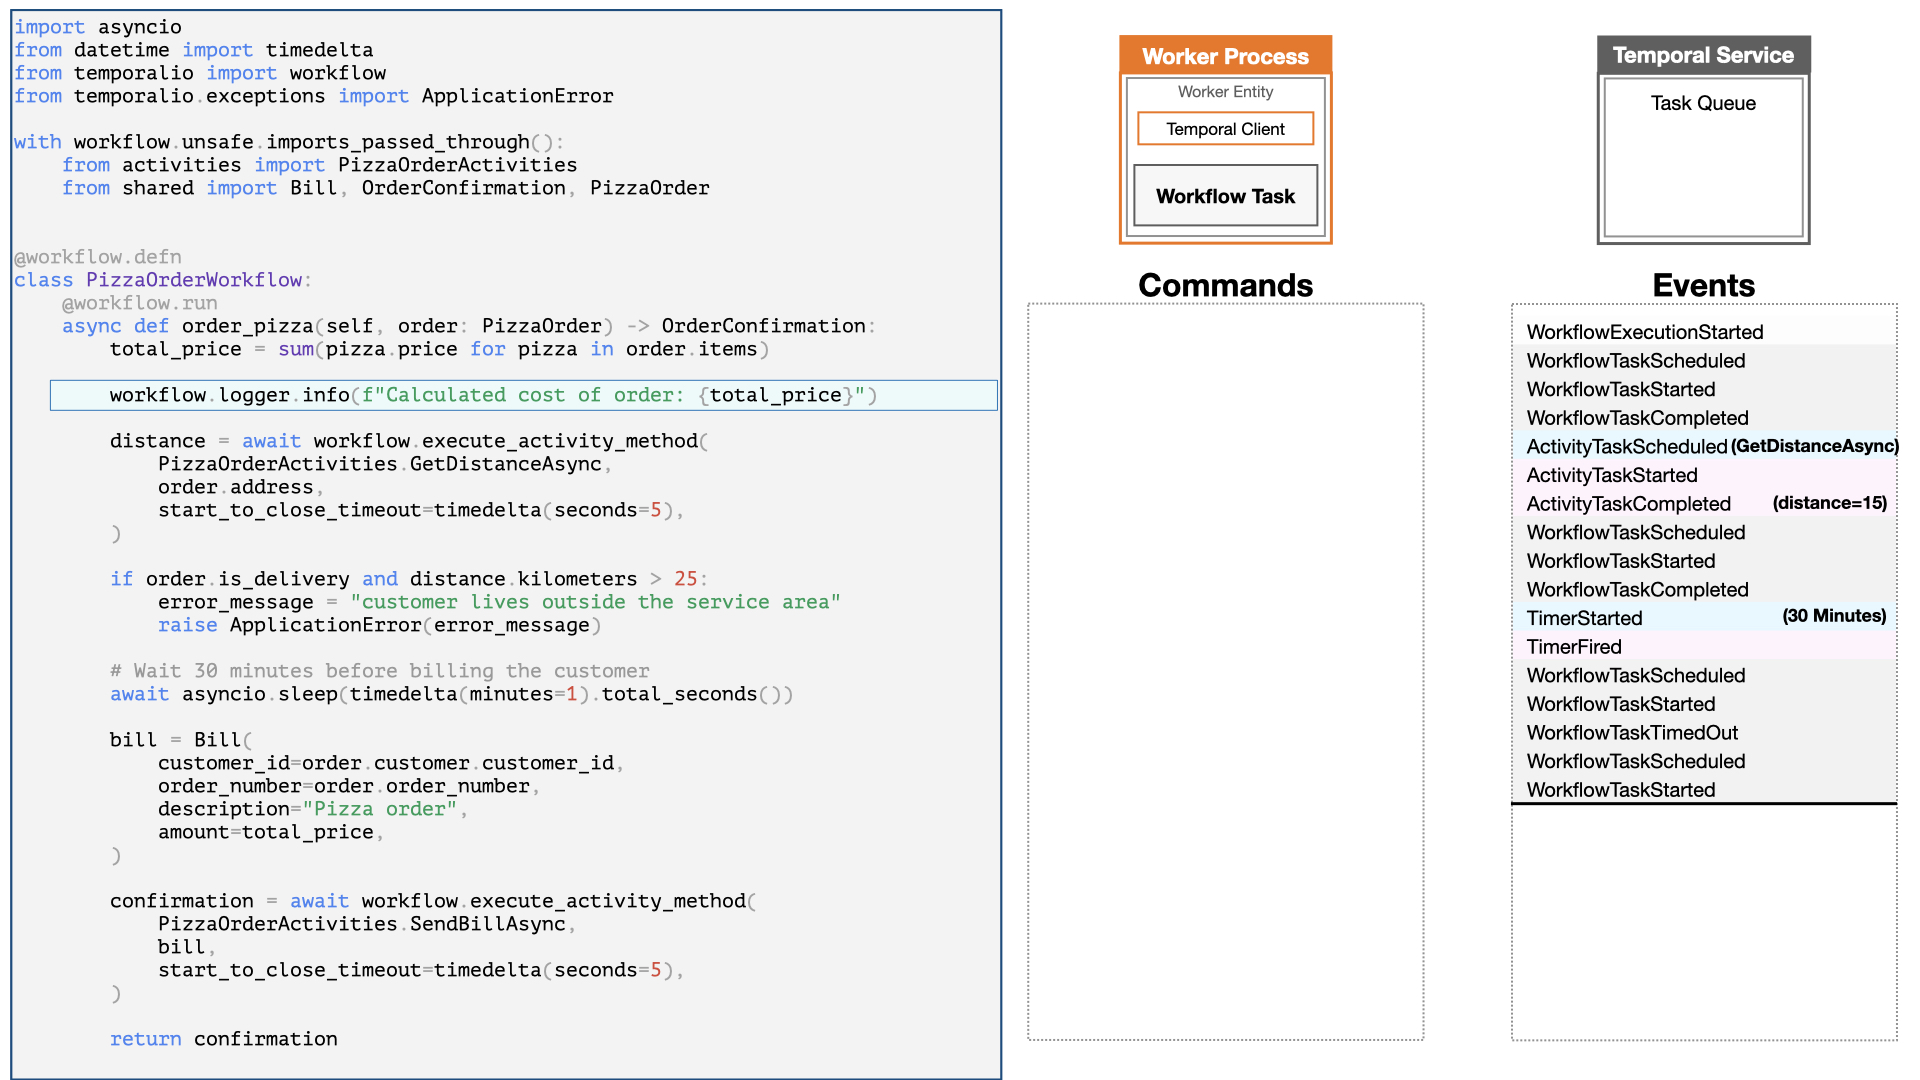 import asyncio
from datetime import timedelta
from temporalio import workflow
from temporalio.exceptions import ApplicationError
with workflow.unsafe.imports_passed_through():
    from activities import PizzaOrderActivities
    from shared import Bill, OrderConfirmation, PizzaOrder
@workflow.defn
class PizzaOrderWorkflow:
    @workflow.run
    async def order_pizza(self, order: PizzaOrder) -> OrderConfirmation:
        total_price = sum(pizza.price for pizza in order.items)
        workflow.logger.info(f"Calculated cost of order: {total_price}")
        distance = await workflow.execute_activity_method(
            PizzaOrderActivities.GetDistanceAsync,
            order.address,
            start_to_close_timeout=timedelta(seconds=5),
        )
        if order.is_delivery and distance.kilometers > 25:
            error_message = "customer lives outside the service area"
            raise ApplicationError(error_message)
        # Wait 30 minutes before billing the customer
        await asyncio.sleep(timedelta(minutes=1).total_seconds())
        bill = Bill(
            customer_id=order.customer.customer_id,
            order_number=order.order_number,
            description="Pizza order",
            amount=total_price,
        )
        confirmation = await workflow.execute_activity_method(
            PizzaOrderActivities.SendBillAsync,
            bill,
            start_to_close_timeout=timedelta(seconds=5),
        )
        return confirmation
Worker Process
Worker Entity
Temporal Client
Workflow Task
Commands
Temporal Service
Task Queue
Events
WorkflowExecutionStarted
WorkflowTaskScheduled
WorkflowTaskStarted
WorkflowTaskCompleted
ActivityTaskScheduled (GetDistanceAsync)
ActivityTaskStarted
ActivityTaskCompleted (distance=15)
WorkflowTaskScheduled
WorkflowTaskStarted
WorkflowTaskCompleted
TimerStarted (30 Minutes)
TimerFired
WorkflowTaskScheduled
WorkflowTaskStarted
WorkflowTaskTimedOut
WorkflowTaskScheduled
WorkflowTaskStarted